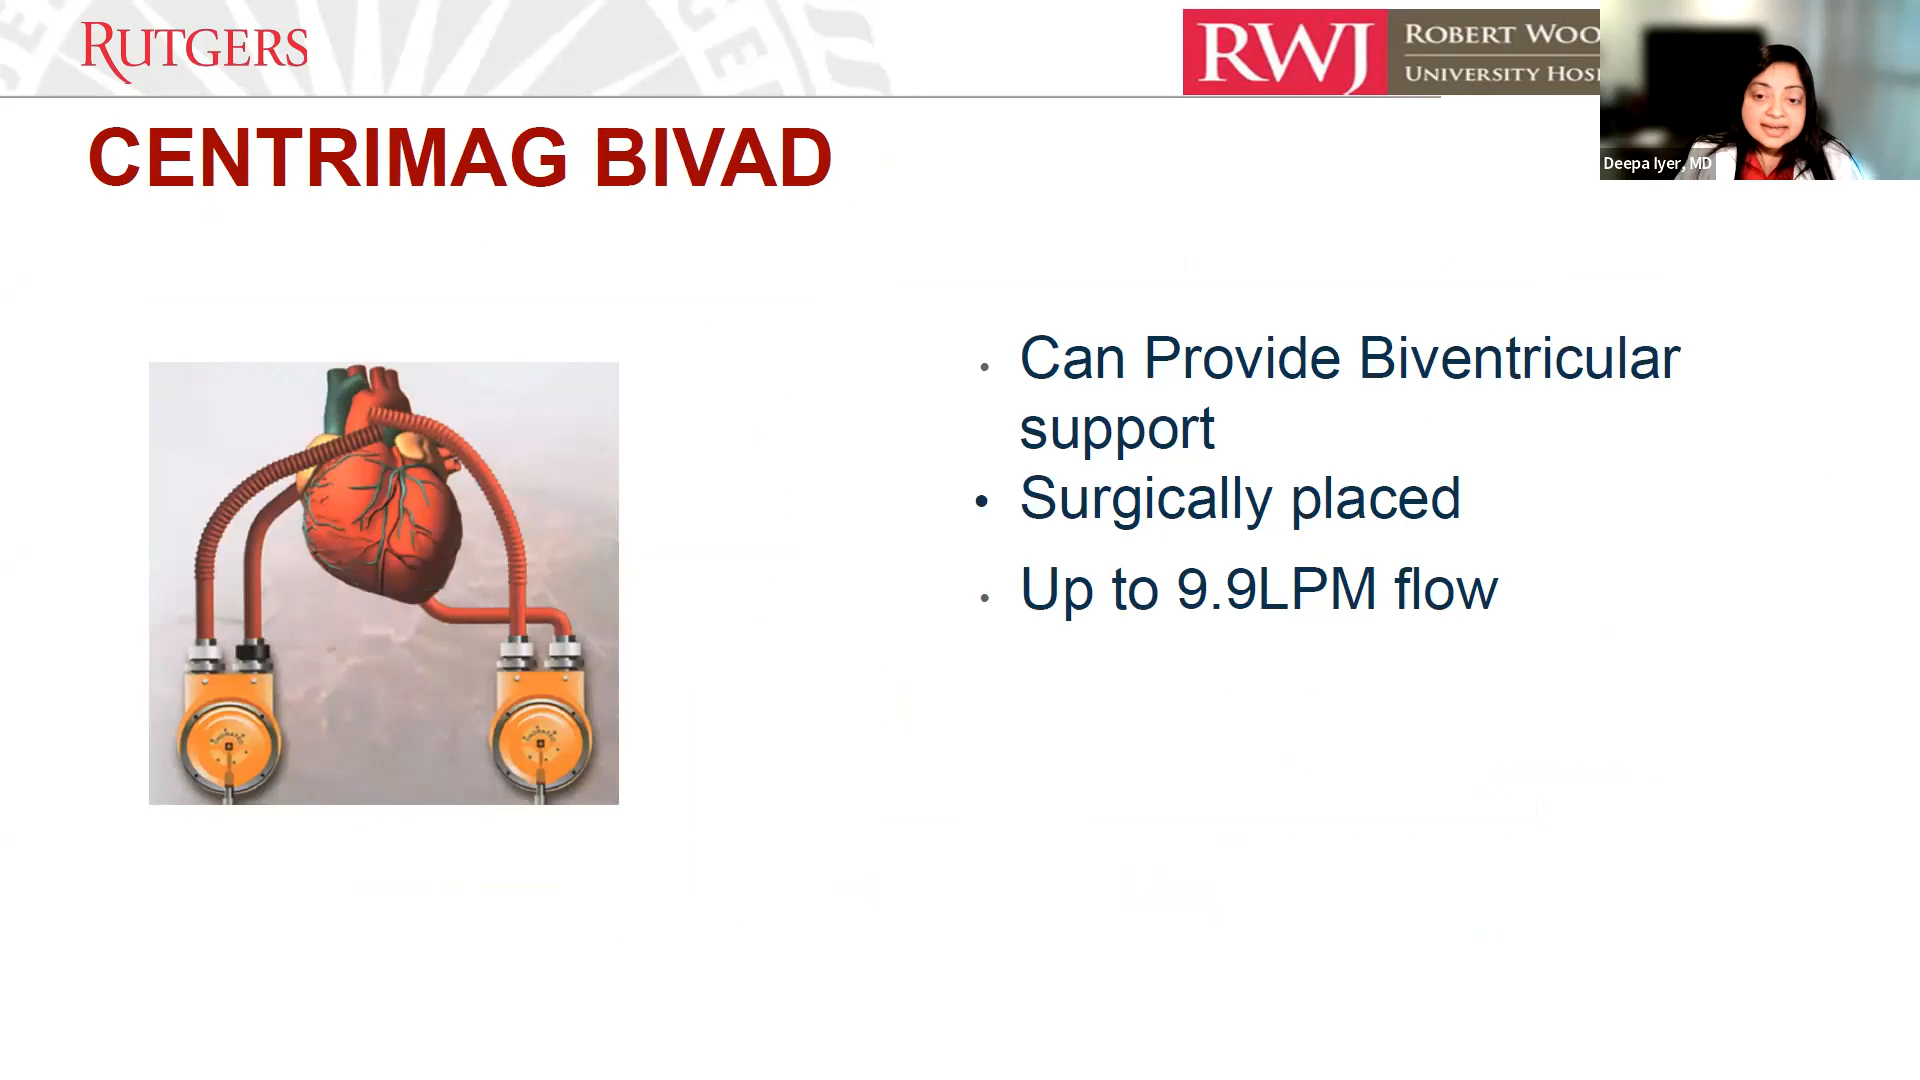 RUTGERS
RWJ
ROBERT WOO
UNIVERSITY HOS
Deepa Iyer, MD
CENTRIMAG BIVAD
• Can Provide Biventricular
support
• Surgically placed
• Up to 9.9LPM flow